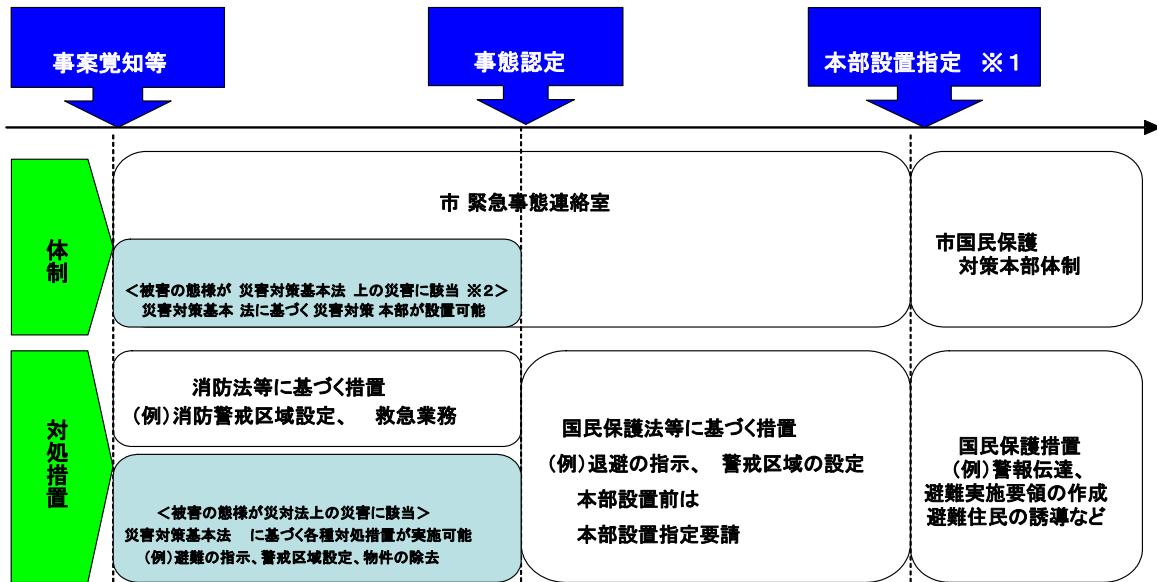 事案覚知等
事態認定
本部設置指定 ※1
体制
市 緊急事態連絡室
<被害の態様が 災害対策基本法 上の災害に該当 ※2>
災害対策基本 法に基づく 災害対策 本部が設置可能
市国民保護
対策本部体制
対処措置
消防法等に基づく措置
(例)消防警戒区域設定、 救急業務
<被害の態様が災対法上の災害に該当>
災害対策基本法 に基づく各種対処措置が実施可能
(例)避難の指示、警戒区域設定、物件の除去
国民保護法等に基づく措置
(例)退避の指示、 警戒区域の設定
本部設置前は
本部設置指定要請
国民保護措置
(例)警報伝達、
避難実施要領の作成
避難住民の誘導など